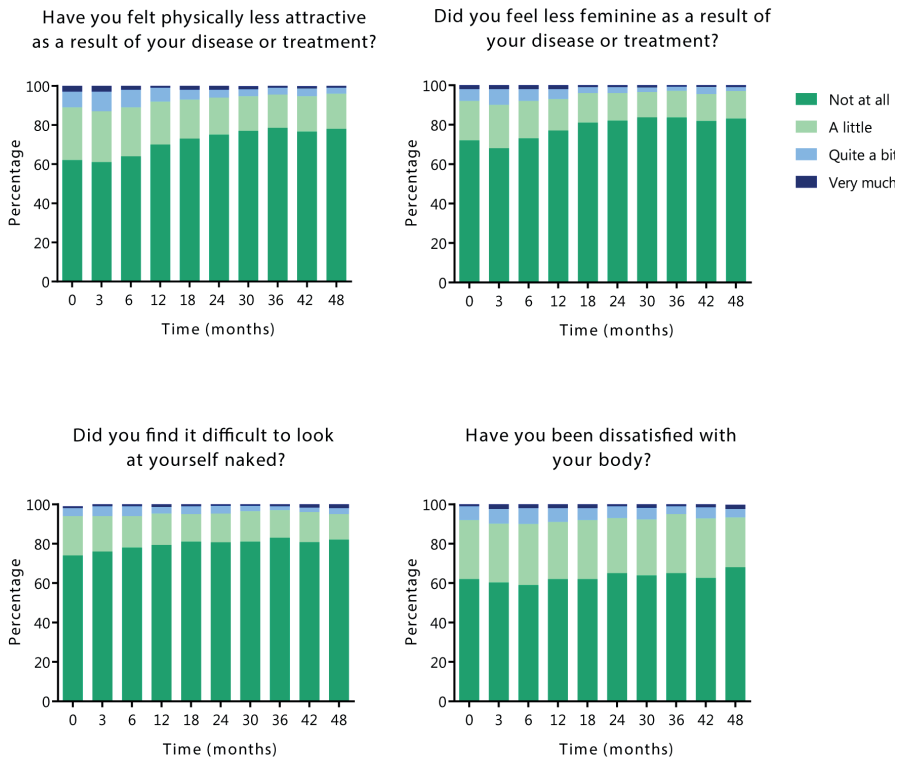 Have you felt physically less attractive
as a result of your disease or treatment?
100
80
60
40
20
0
Percentage
0 3 6 12 18 24 30 36 42 48
Time (months)
Did you feel less feminine as a result of
your disease or treatment?
100
80
60
40
20
0
Percentage
0 3 6 12 18 24 30 36 42 48
Time (months)
Not at all
A little
Quite a bit
Very much
Did you find it difficult to look
at yourself naked?
100
80
60
40
20
0
Percentage
0 3 6 12 18 24 30 36 42 48
Time (months)
Have you been dissatisfied with
your body?
100
80
60
40
20
0
Percentage
0 3 6 12 18 24 30 36 42 48
Time (months)